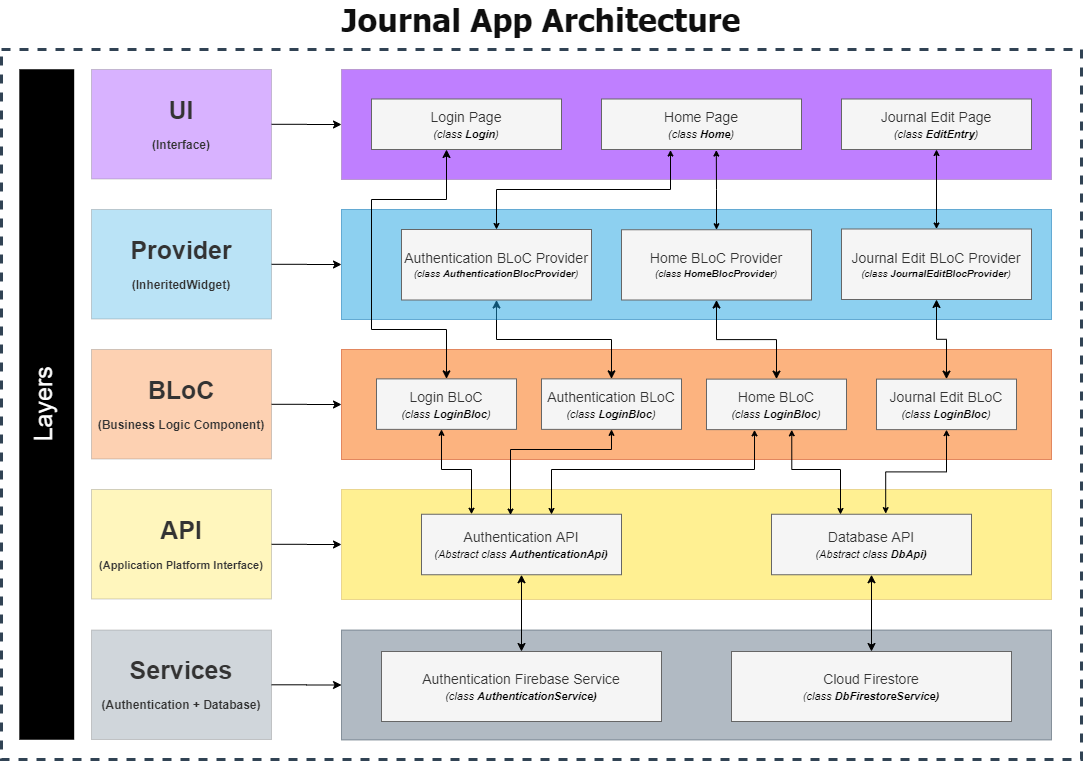 Journal App Architecture
Layers
UI
(Interface)
Login Page
(class Login)
Home Page
(class Home)
Journal Edit Page
(class EditEntry)
Provider
(InheritedWidget)
Authentication BLoC Provider
(class AuthenticationBlocProvider)
Home BLoC Provider
(class HomeBlocProvider)
Journal Edit BLoC Provider
(class JournalEditBlocProvider)
BLoC
(Business Logic Component)
Login BLoC
(class LoginBloc)
Authentication BLoC
(class LoginBloc)
Home BLoC
(class LoginBloc)
Journal Edit BLoC
(class LoginBloc)
API
(Application Platform Interface)
Authentication API
(Abstract class AuthenticationApi)
Database API
(Abstract class DbApi)
Services
(Authentication + Database)
Authentication Firebase Service
(class AuthenticationService)
Cloud Firestore
(class DbFirestoreService)